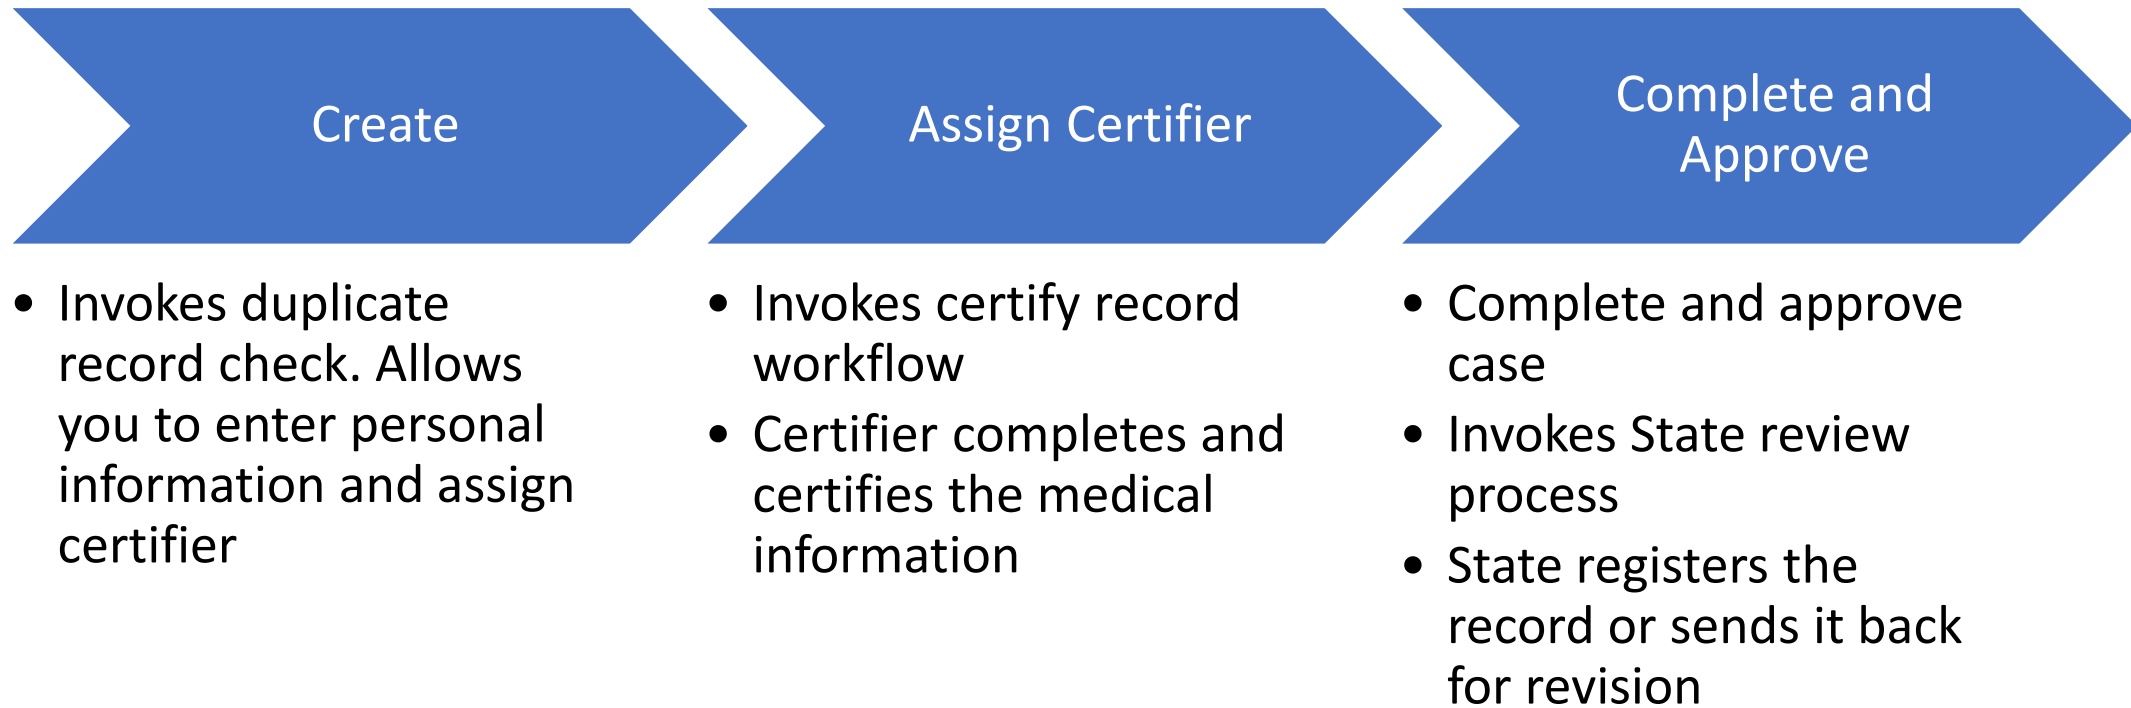 Create
• Invokes duplicate
record check. Allows
you to enter personal
information and assign
certifier
Assign Certifier
• Invokes certify record
workflow
• Certifier completes and
certifies the medical
information
Complete and
Approve
• Complete and approve
case
• Invokes State review
process
• State registers the
record or sends it back
for revision